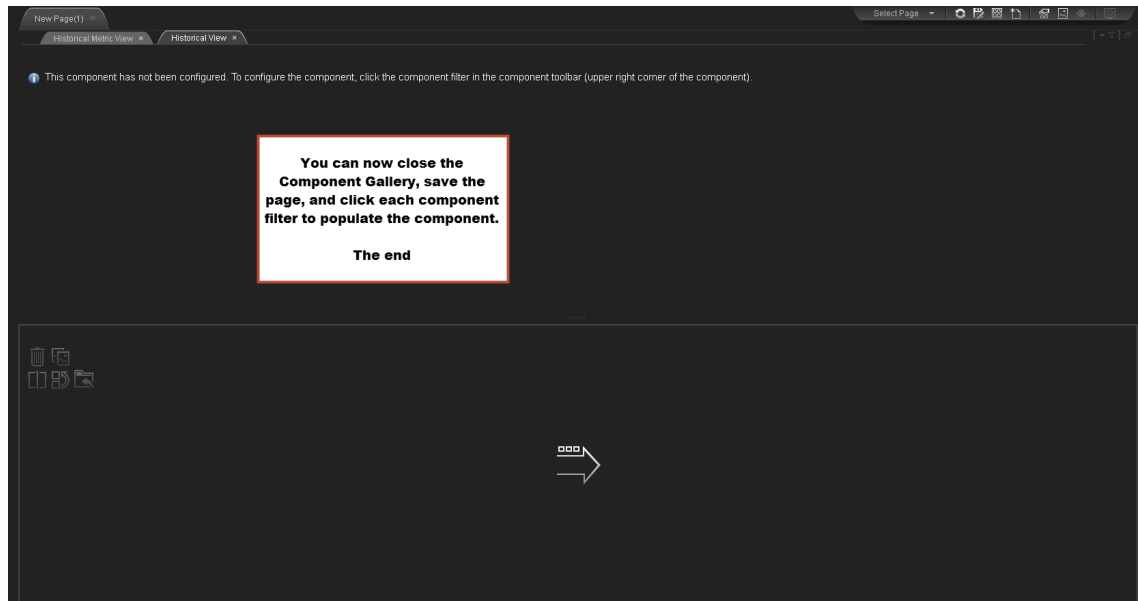 New Page(1) ×
Select Page
Historical Metric View ×
Historical View ×
This component has not been configured. To configure the component, click the component filter in the component toolbar (upper right corner of the component).
You can now close the
Component Gallery, save the
page, and click each component
filter to populate the component.
The end